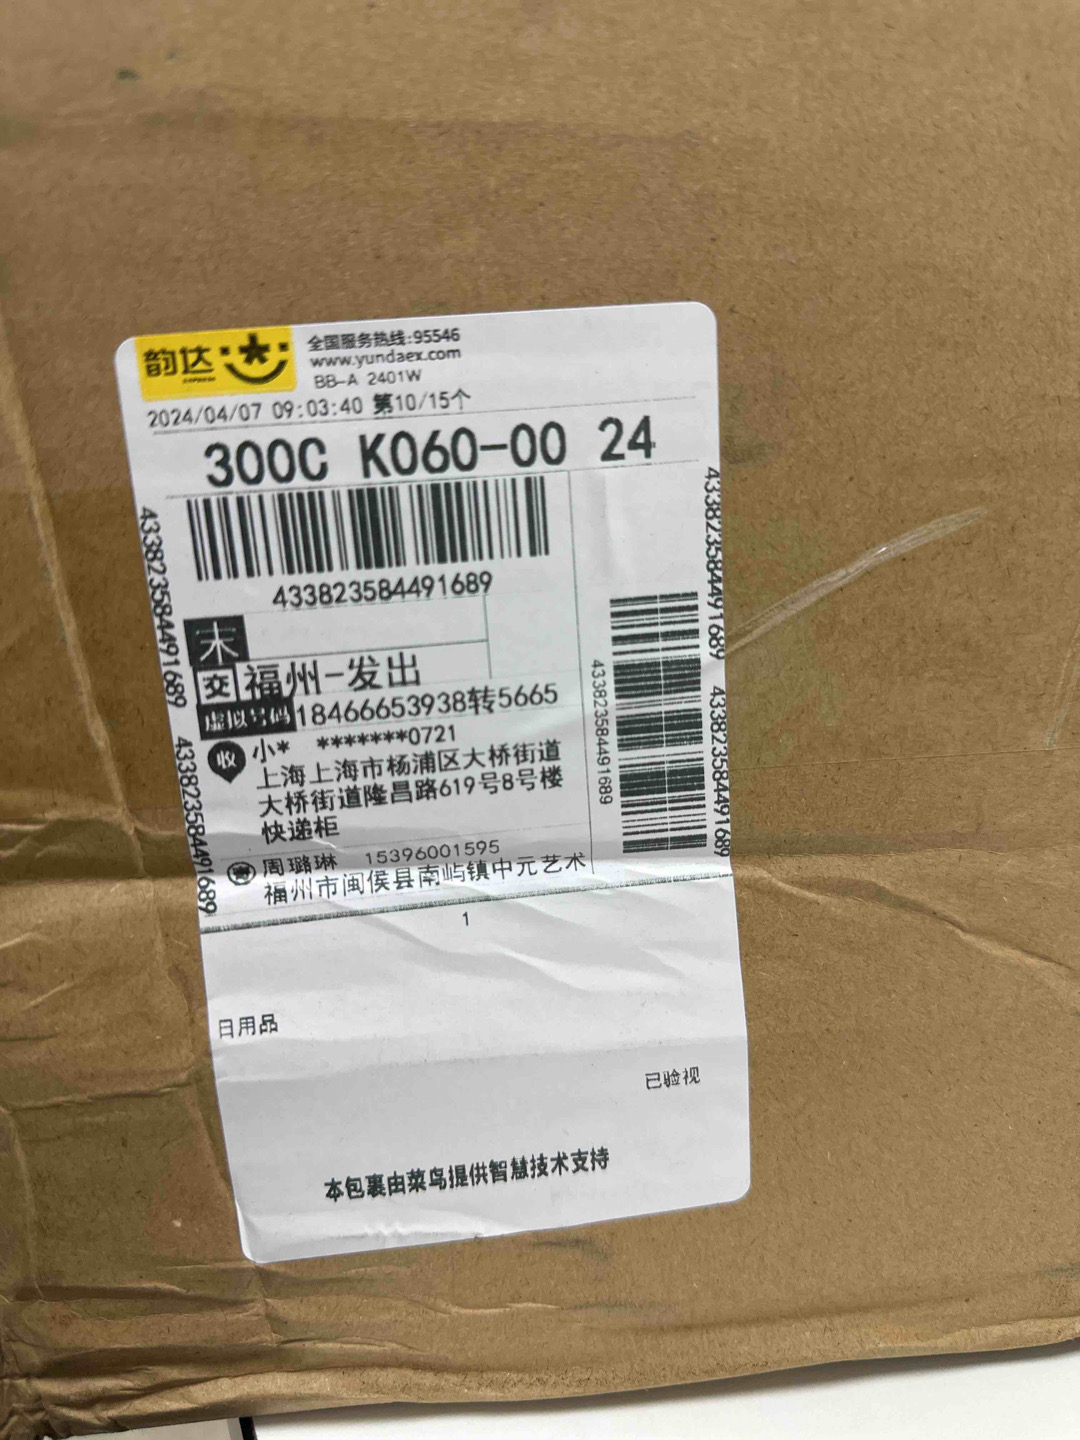 韵达
EXPRESS
全国服务热线:95546
www.yundaex.com
BB-A 2401W
2024/04/07 09:03:40 第10/15个
300C K060-00 24
433823584491689
433823584491689
433823584491689
末
交 福州-发出
虚拟号码 18466653938转5665
收 小* *******0721
上海上海市杨浦区大桥街道
大桥街道隆昌路619号8号楼
快递柜
433823584491689
433823584491689
433823584491689
寄 周璐琳 15396001595
福州市闽侯县南屿镇中元艺术
1
日用品
已验视
本包裹由菜鸟提供智慧技术支持